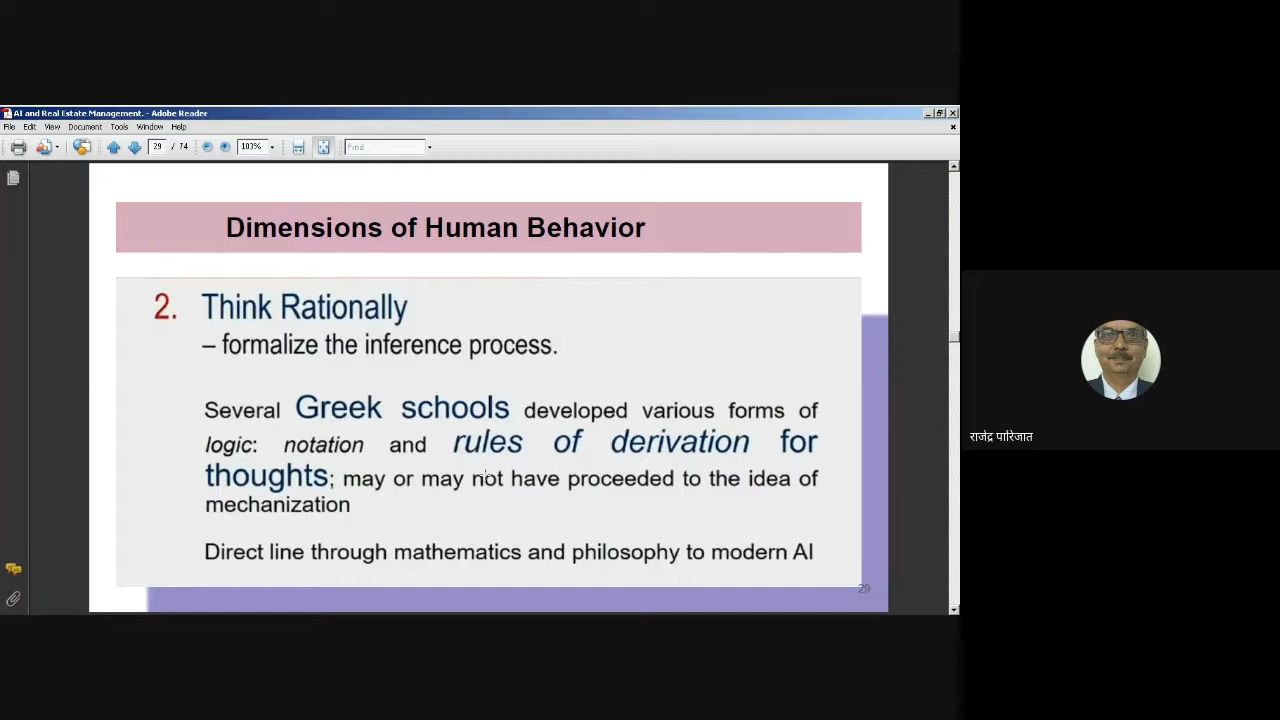 AI and Real Estate Management. - Adobe Reader
File Edit View Document Tools Window Help
29 / 74 103% Find
Dimensions of Human Behavior
2. Think Rationally
– formalize the inference process.
Several Greek schools developed various forms of
logic: notation and rules of derivation for
thoughts; may or may not have proceeded to the idea of
mechanization
Direct line through mathematics and philosophy to modern AI
29
राजेंद्र पारिजात